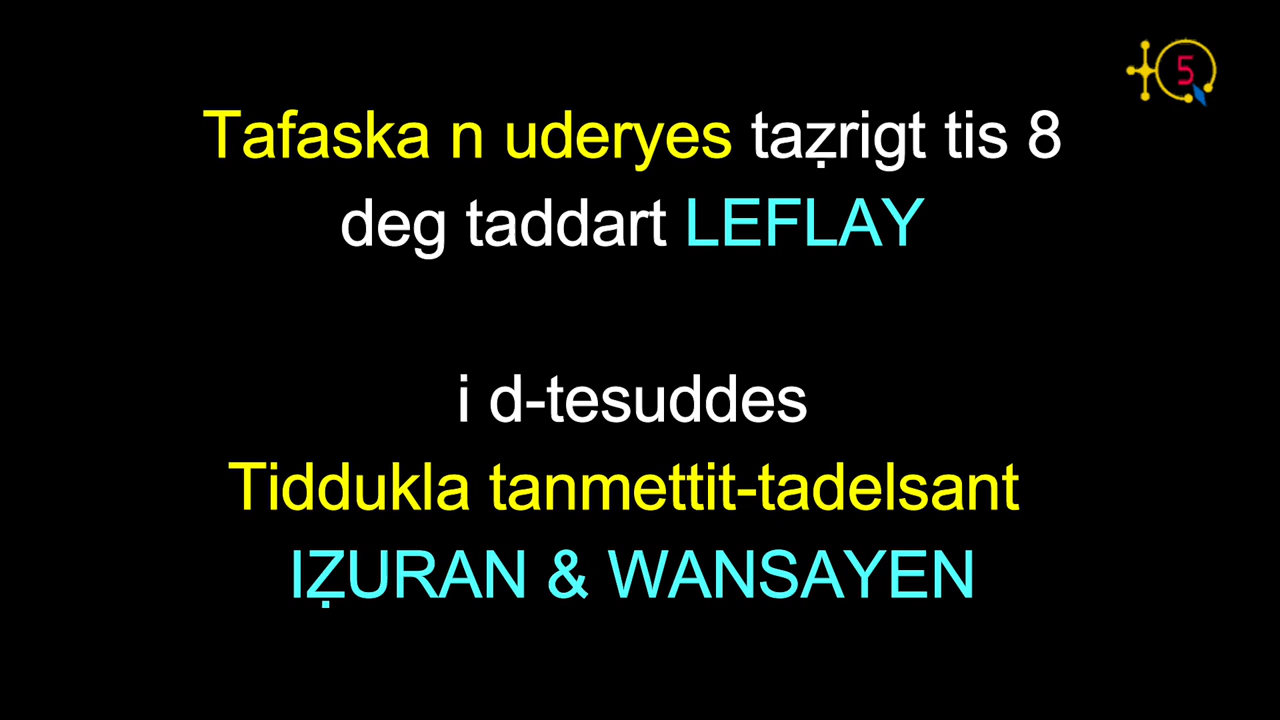 5
Tafaska n uderyes taẓrigt tis 8
deg taddart LEFLAY
i d-tesuddes
Tiddukla tanmettit-tadelsant
IẒURAN & WANSAYEN